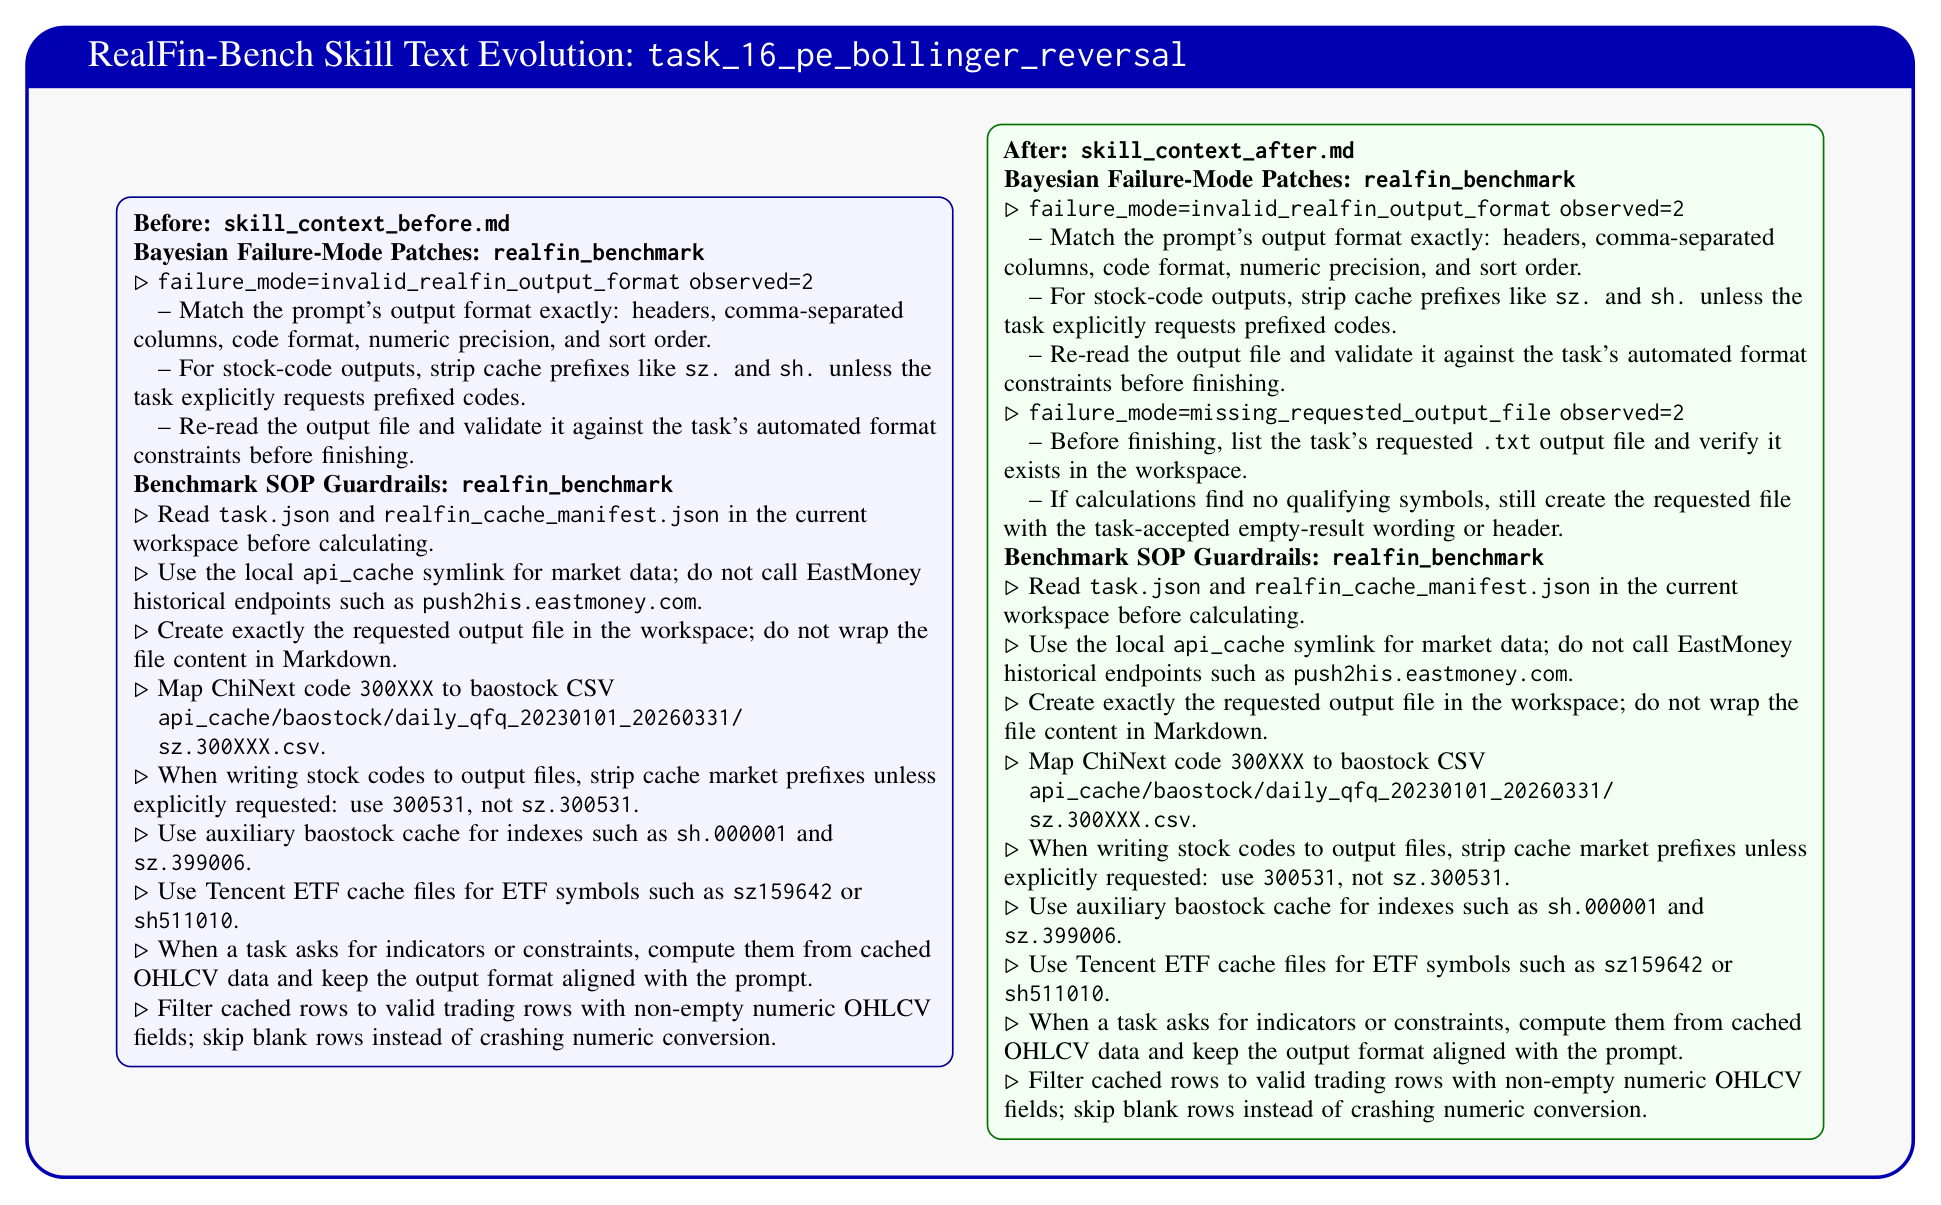 RealFin-Bench Skill Text Evolution: task_16_pe_bollinger_reversal
Before: skill_context_before.md
Bayesian Failure-Mode Patches: realfin_benchmark
▷ failure_mode=invalid_realfin_output_format observed=2
– Match the prompt's output format exactly: headers, comma-separated
columns, code format, numeric precision, and sort order.
– For stock-code outputs, strip cache prefixes like sz. and sh. unless the
task explicitly requests prefixed codes.
– Re-read the output file and validate it against the task's automated format
constraints before finishing.
Benchmark SOP Guardrails: realfin_benchmark
▷ Read task.json and realfin_cache_manifest.json in the current
workspace before calculating.
▷ Use the local api_cache symlink for market data; do not call EastMoney
historical endpoints such as push2his.eastmoney.com.
▷ Create exactly the requested output file in the workspace; do not wrap the
file content in Markdown.
▷ Map ChiNext code 300XXX to baostock CSV
api_cache/baostock/daily_qfq_20230101_20260331/
sz.300XXX.csv.
▷ When writing stock codes to output files, strip cache market prefixes unless
explicitly requested: use 300531, not sz.300531.
▷ Use auxiliary baostock cache for indexes such as sh.000001 and
sz.399006.
▷ Use Tencent ETF cache files for ETF symbols such as sz159642 or
sh511010.
▷ When a task asks for indicators or constraints, compute them from cached
OHLCV data and keep the output format aligned with the prompt.
▷ Filter cached rows to valid trading rows with non-empty numeric OHLCV
fields; skip blank rows instead of crashing numeric conversion.
After: skill_context_after.md
Bayesian Failure-Mode Patches: realfin_benchmark
▷ failure_mode=invalid_realfin_output_format observed=2
– Match the prompt's output format exactly: headers, comma-separated
columns, code format, numeric precision, and sort order.
– For stock-code outputs, strip cache prefixes like sz. and sh. unless the
task explicitly requests prefixed codes.
– Re-read the output file and validate it against the task's automated format
constraints before finishing.
▷ failure_mode=missing_requested_output_file observed=2
– Before finishing, list the task's requested .txt output file and verify it
exists in the workspace.
– If calculations find no qualifying symbols, still create the requested file
with the task-accepted empty-result wording or header.
Benchmark SOP Guardrails: realfin_benchmark
▷ Read task.json and realfin_cache_manifest.json in the current
workspace before calculating.
▷ Use the local api_cache symlink for market data; do not call EastMoney
historical endpoints such as push2his.eastmoney.com.
▷ Create exactly the requested output file in the workspace; do not wrap the
file content in Markdown.
▷ Map ChiNext code 300XXX to baostock CSV
api_cache/baostock/daily_qfq_20230101_20260331/
sz.300XXX.csv.
▷ When writing stock codes to output files, strip cache market prefixes unless
explicitly requested: use 300531, not sz.300531.
▷ Use auxiliary baostock cache for indexes such as sh.000001 and
sz.399006.
▷ Use Tencent ETF cache files for ETF symbols such as sz159642 or
sh511010.
▷ When a task asks for indicators or constraints, compute them from cached
OHLCV data and keep the output format aligned with the prompt.
▷ Filter cached rows to valid trading rows with non-empty numeric OHLCV
fields; skip blank rows instead of crashing numeric conversion.